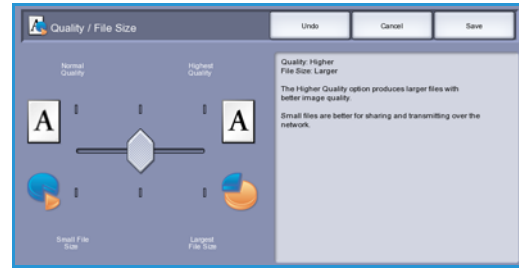 Quality / File Size
Undo
Cancel
Save
Normal
Quality
Highest
Quality
A
A
Small File
Size
Largest
File Size
Quality: Higher
File Size: Larger
The Higher Quality option produces larger files with
better image quality.
Small files are better for sharing and transmitting over the
network.